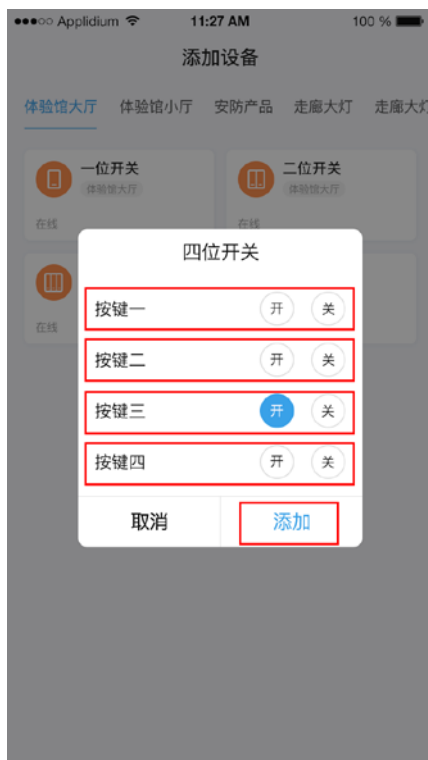 Applidium 11:27 AM 100 %
添加设备
体验馆大厅 体验馆小厅 安防产品 走廊大灯 走廊大灯
一位开关 二位开关
体验馆大厅 体验馆大厅
在线 在线
四位开关
在线
按键一 开 关
按键二 开 关
按键三 开 关
按键四 开 关
取消 添加